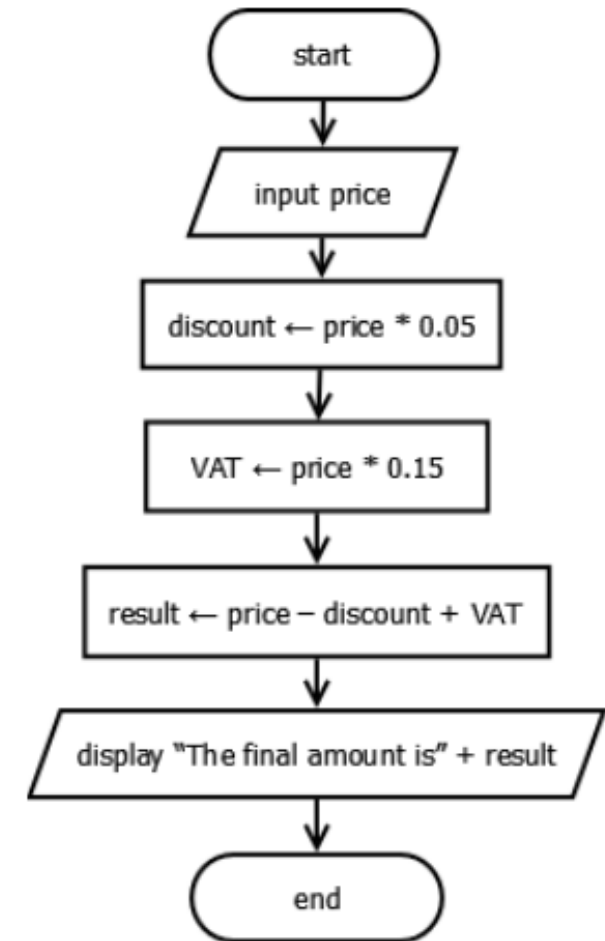 start
input price
discount ← price * 0.05
VAT ← price * 0.15
result ← price – discount + VAT
display “The final amount is” + result
end